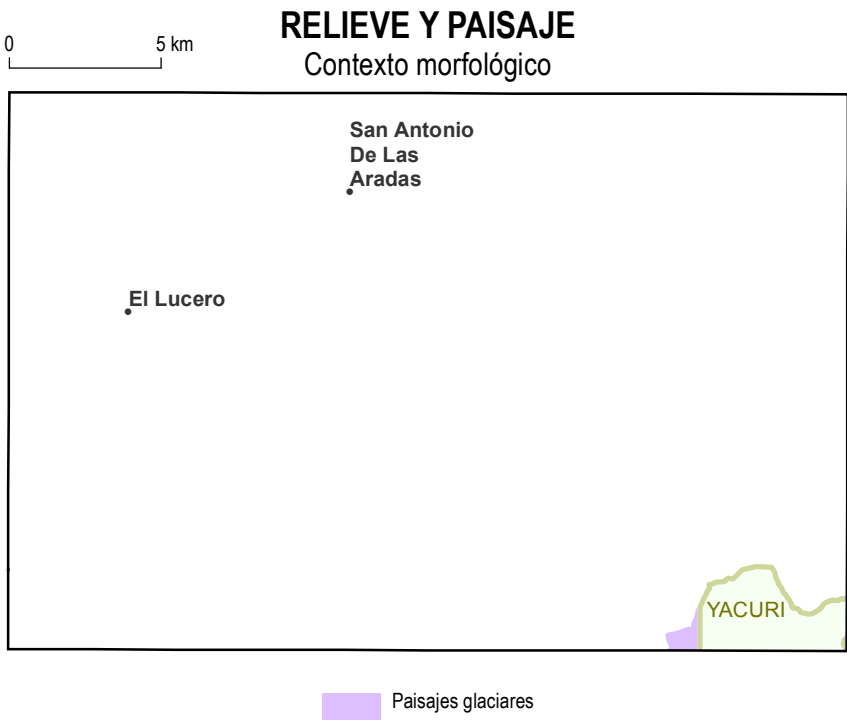 RELIEVE Y PAISAJE
0 5 km
Contexto morfológico
San Antonio
De Las
Aradas
El Lucero
YACURI
Paisajes glaciares